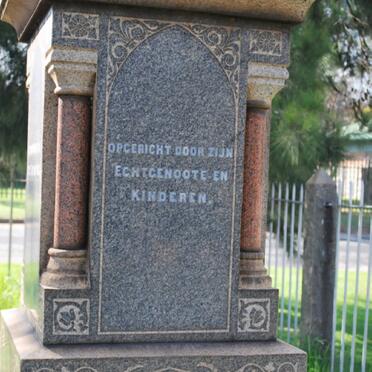 OPGERICHT DOOR ZIJN
ECHTGENOOTE EN
KINDEREN.